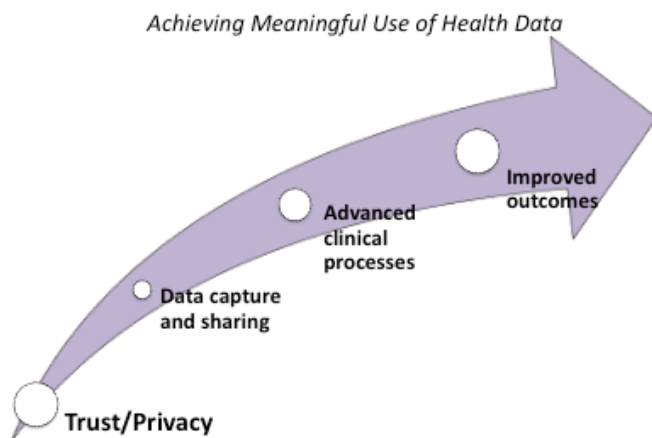 Achieving Meaningful Use of Health Data
Improved
outcomes
Advanced
clinical
processes
Data capture
and sharing
Trust/Privacy